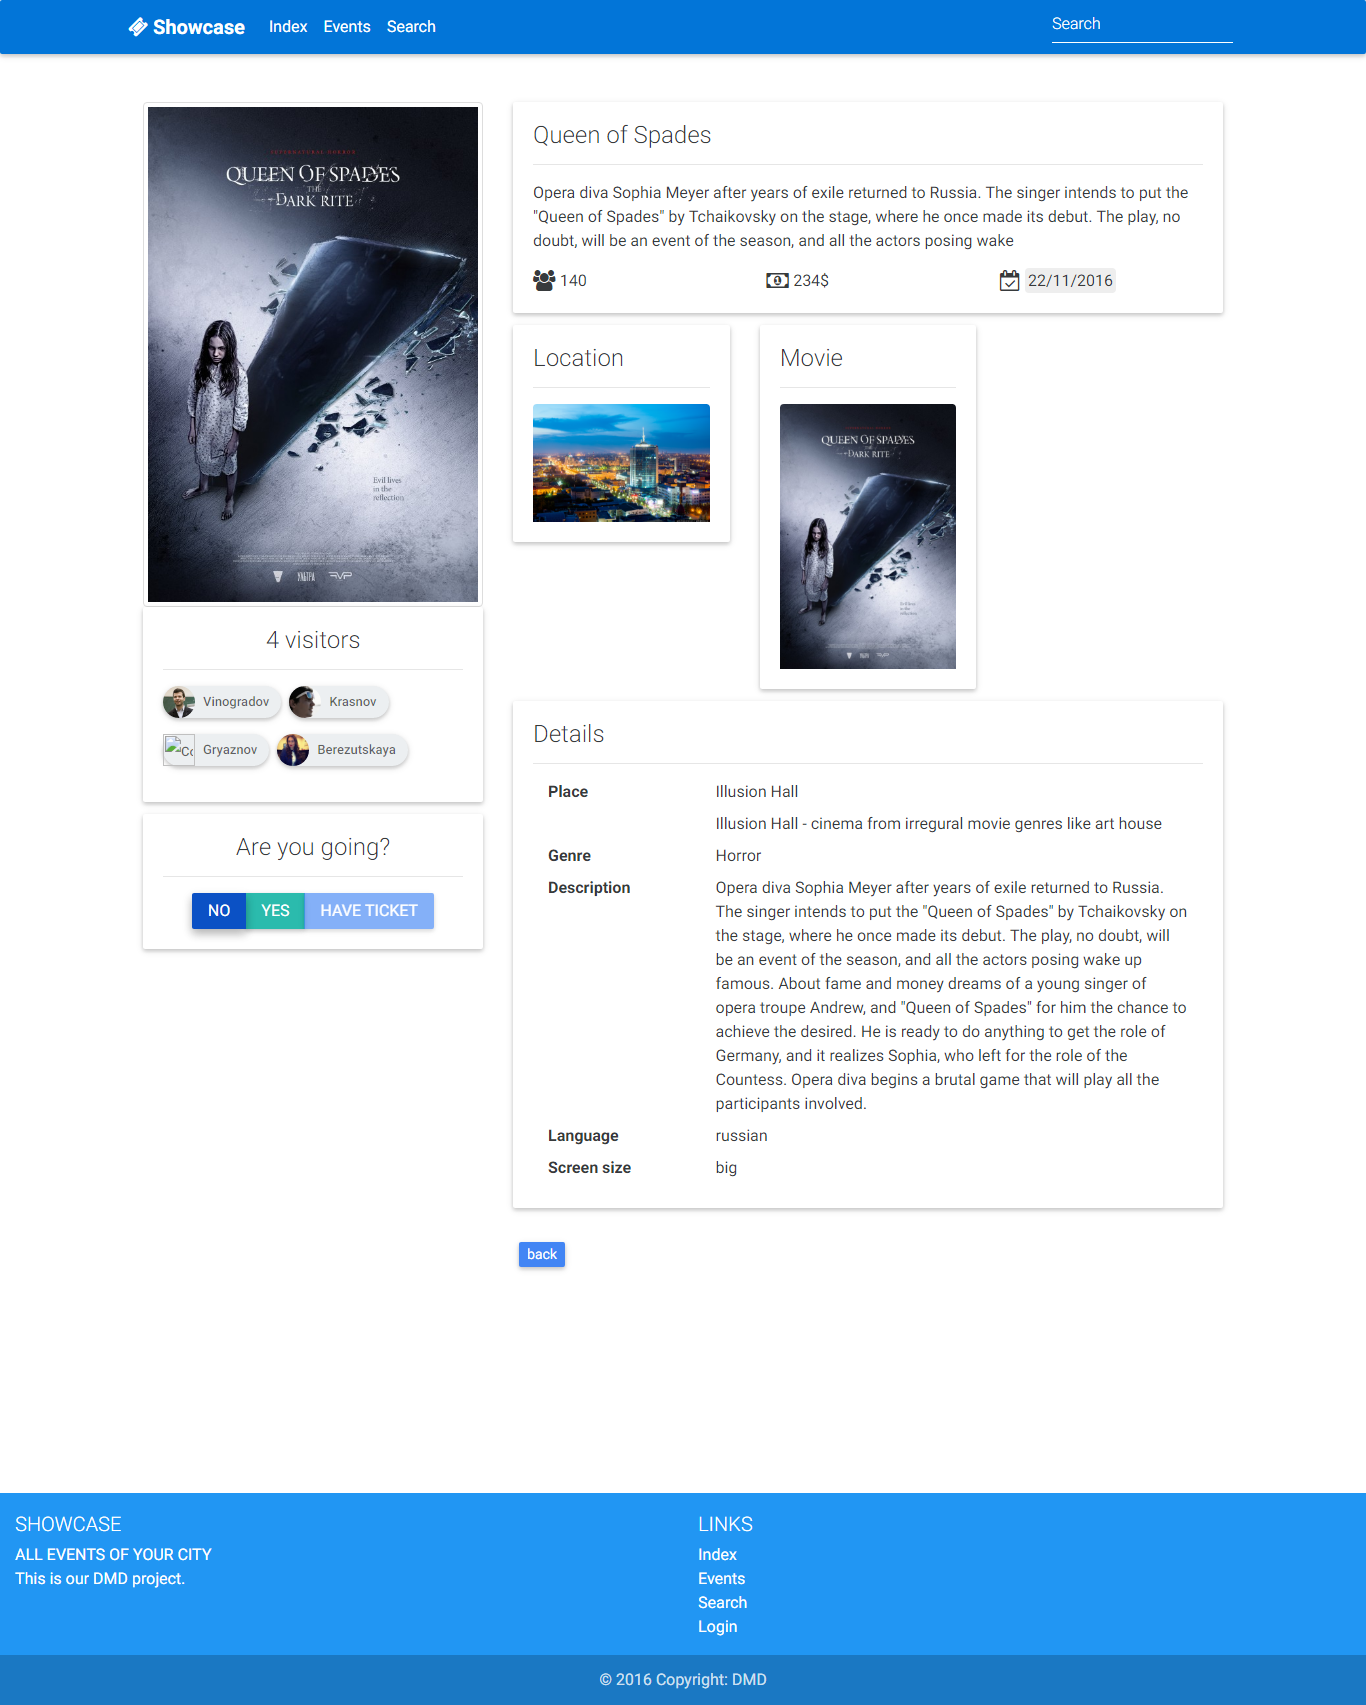 Showcase
Index
Events
Search
Search
INTERNATIONAL HORROR
QUEEN OF SPADES
THE
DARK RITE
Evil lives
in the
reflection
УЛЬТРА
4 visitors
Vinogradov
Krasnov
Gryaznov
Berezutskaya
Are you going?
NO
YES
HAVE TICKET
Queen of Spades
Opera diva Sophia Meyer after years of exile returned to Russia. The singer intends to put the
"Queen of Spades" by Tchaikovsky on the stage, where he once made its debut. The play, no
doubt, will be an event of the season, and all the actors posing wake
140
234$
22/11/2016
Location
Movie
QUEEN OF SPADES
THE
DARK RITE
Evil lives
in the
reflection
Details
Place
Illusion Hall
Illusion Hall - cinema from irregural movie genres like art house
Genre
Horror
Description
Opera diva Sophia Meyer after years of exile returned to Russia.
The singer intends to put the "Queen of Spades" by Tchaikovsky on
the stage, where he once made its debut. The play, no doubt, will
be an event of the season, and all the actors posing wake up
famous. About fame and money dreams of a young singer of
opera troupe Andrew, and "Queen of Spades" for him the chance to
achieve the desired. He is ready to do anything to get the role of
Germany, and it realizes Sophia, who left for the role of the
Countess. Opera diva begins a brutal game that will play all the
participants involved.
Language
russian
Screen size
big
back
SHOWCASE
ALL EVENTS OF YOUR CITY
This is our DMD project.
LINKS
Index
Events
Search
Login
© 2016 Copyright: DMD